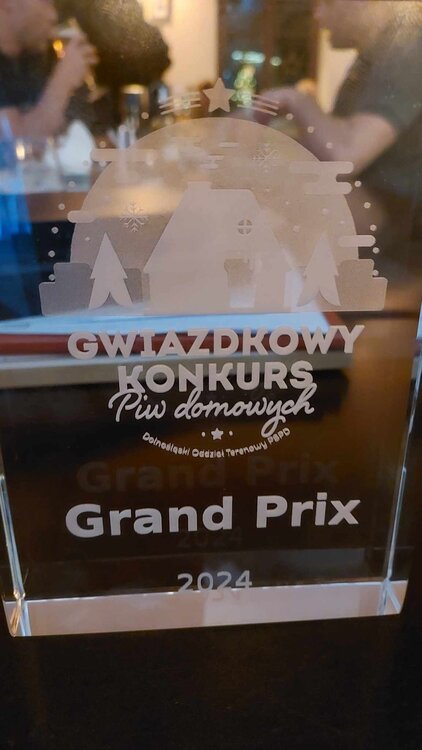 GWIAZDKOWY
KONKURS
Piw domowych
Dolnośląski Oddział Terenowy PSPD
Grand Prix
2024